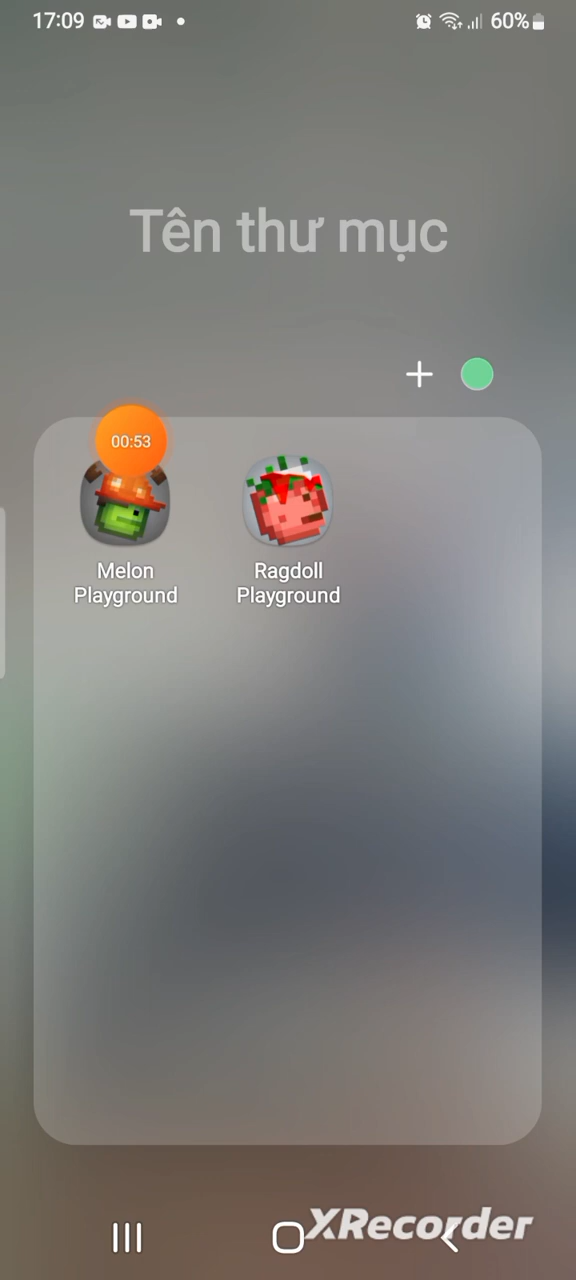 17:09
60%
Tên thư mục
00:53
Melon
Playground
Ragdoll
Playground
XRecorder